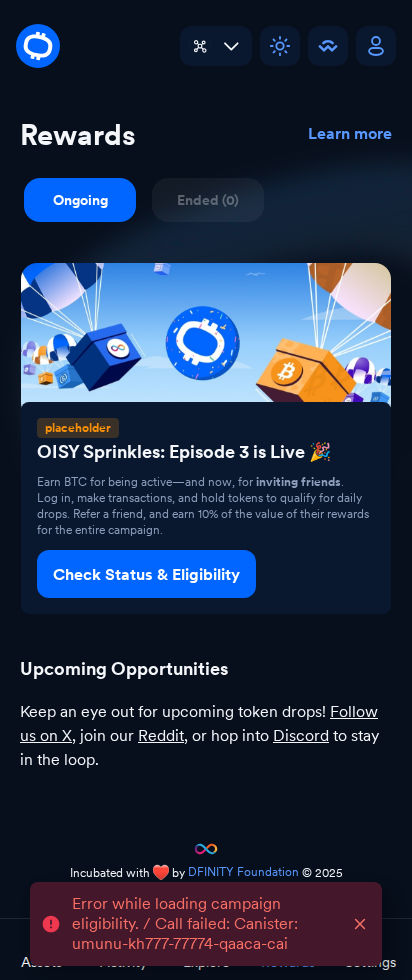 Rewards
Learn more
Ongoing
Ended (0)
placeholder
OISY Sprinkles: Episode 3 is Live 🎉
Earn BTC for being active—and now, for inviting friends.
Log in, make transactions, and hold tokens to qualify for daily
drops. Refer a friend, and earn 10% of the value of their rewards
for the entire campaign.
Check Status & Eligibility
Upcoming Opportunities
Keep an eye out for upcoming token drops! Follow
us on X, join our Reddit, or hop into Discord to stay
in the loop.
Incubated with ❤️ by DFINITY Foundation © 2025
Error while loading campaign
eligibility. / Call failed: Canister:
umunu-kh777-77774-qaaca-cai
Assets Activity Explore Rewards Settings